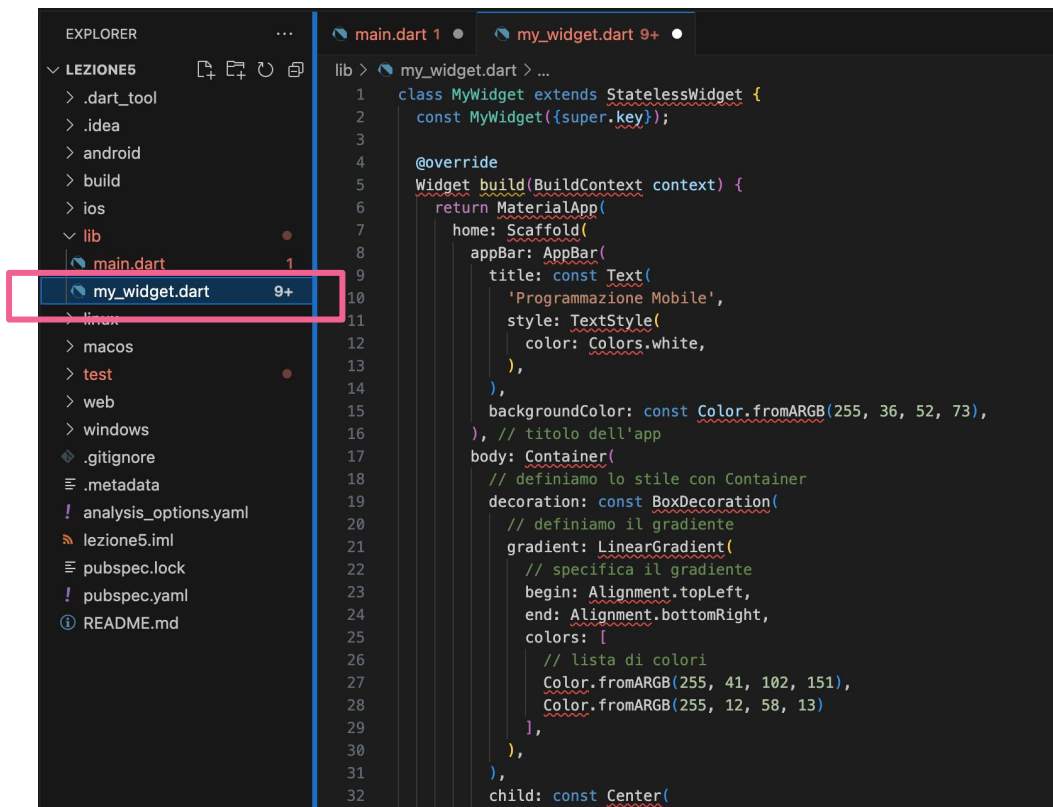 EXPLORER ...
LEZIONE5
.dart_tool
.idea
android
build
ios
lib
main.dart 1
my_widget.dart 9+
linux
macos
test
web
windows
.gitignore
.metadata
analysis_options.yaml
lezione5.iml
pubspec.lock
pubspec.yaml
README.md
main.dart 1
my_widget.dart 9+
lib > my_widget.dart > ...
1 class MyWidget extends StatelessWidget {
2 const MyWidget({super.key});
3
4 @override
5 Widget build(BuildContext context) {
6 return MaterialApp(
7 home: Scaffold(
8 appBar: AppBar(
9 title: const Text(
10 'Programmazione Mobile',
11 style: TextStyle(
12 color: Colors.white,
13 ),
14 ),
15 backgroundColor: const Color.fromARGB(255, 36, 52, 73),
16 ), // titolo dell'app
17 body: Container(
18 // definiamo lo stile con Container
19 decoration: const BoxDecoration(
20 // definiamo il gradiente
21 gradient: LinearGradient(
22 // specifica il gradiente
23 begin: Alignment.topLeft,
24 end: Alignment.bottomRight,
25 colors: [
26 // lista di colori
27 Color.fromARGB(255, 41, 102, 151),
28 Color.fromARGB(255, 12, 58, 13)
29 ],
30 ),
31 ),
32 child: const Center(